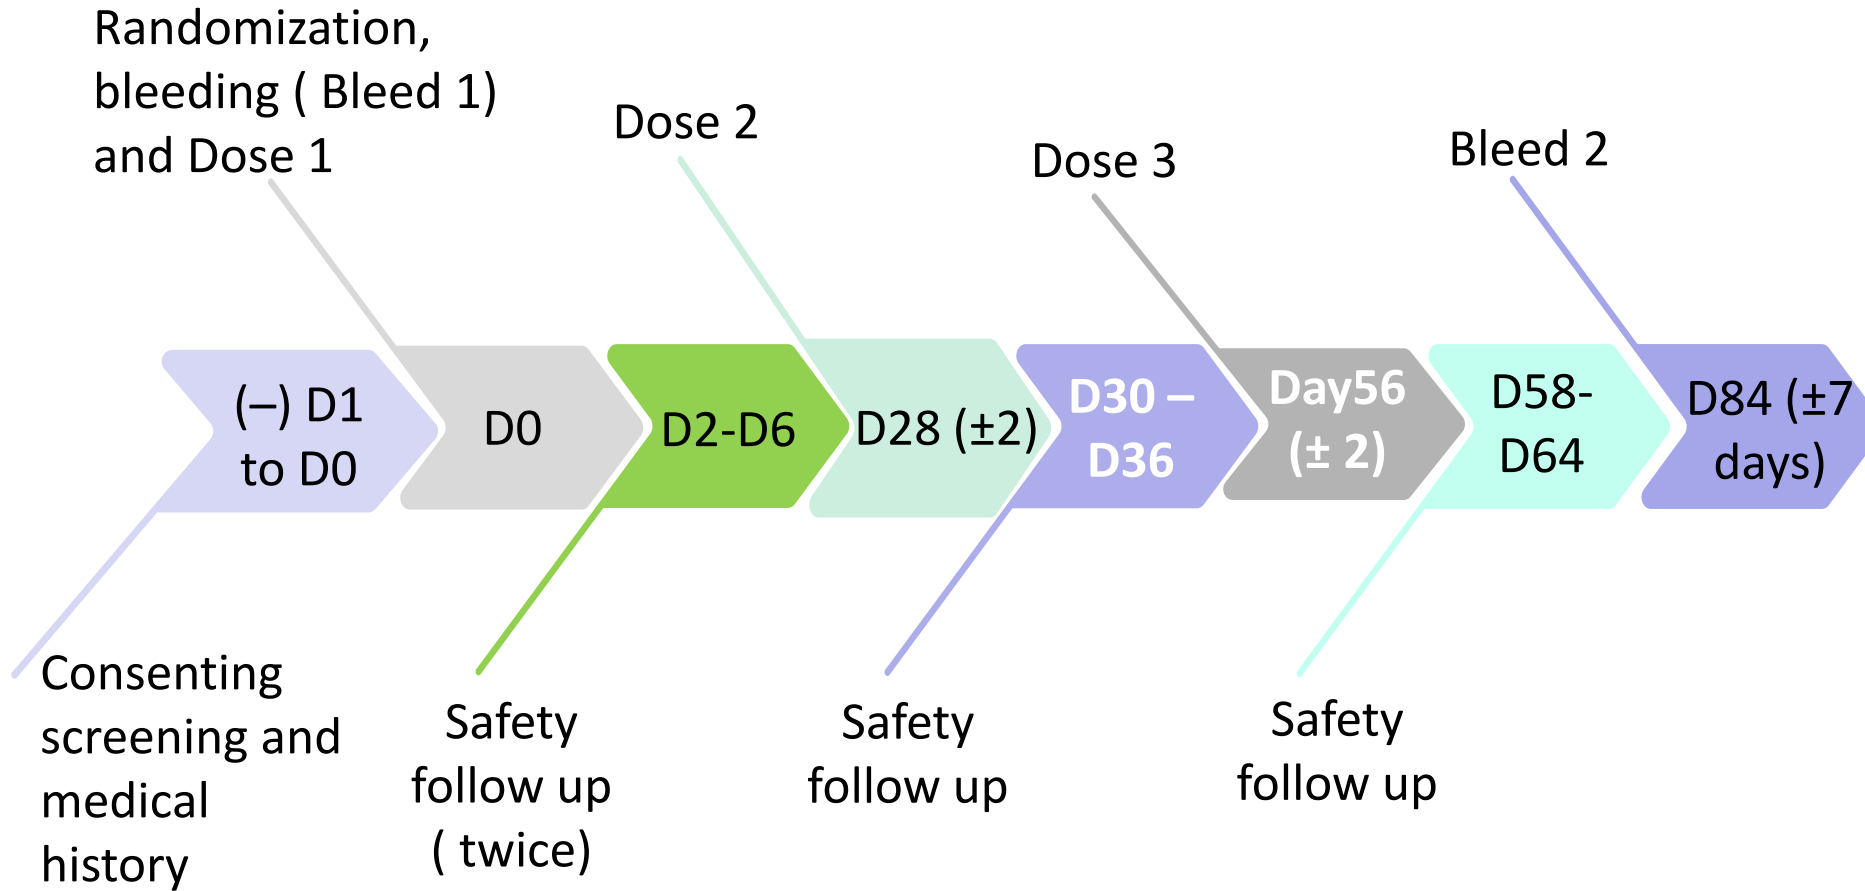 Randomization,
bleeding ( Bleed 1)
and Dose 1
Dose 2
Dose 3
Bleed 2
(–) D1
to D0
D0
D2-D6
D28 (±2)
D30 –
D36
Day56
(± 2)
D58-
D64
D84 (±7
days)
Consenting
screening and
medical
history
Safety
follow up
( twice)
Safety
follow up
Safety
follow up